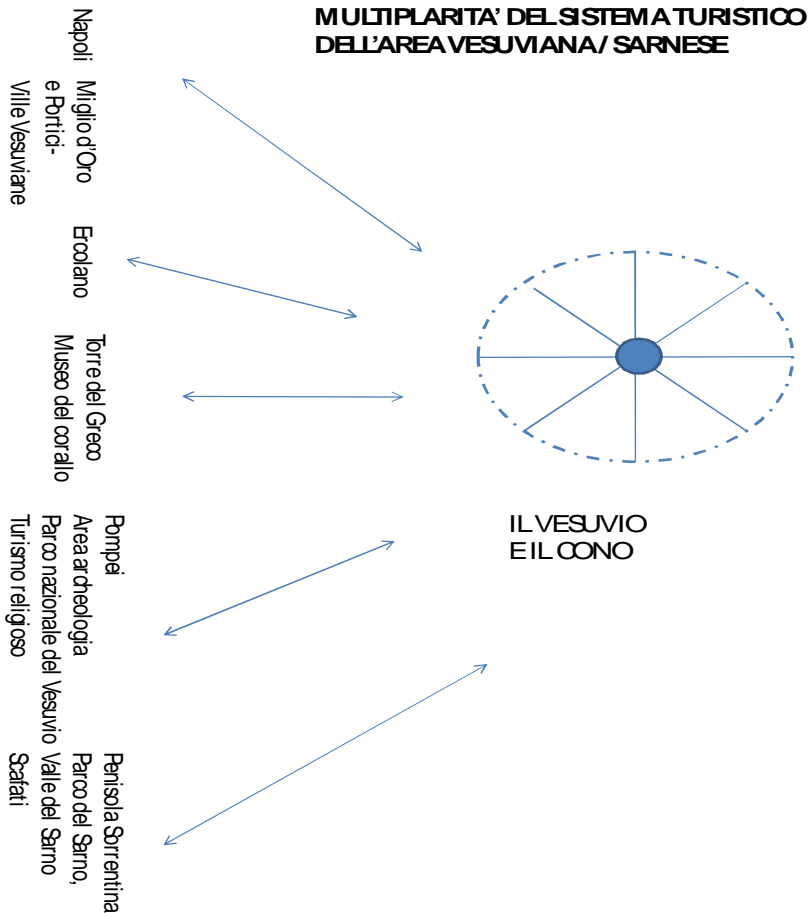 MULTIPLARITA’ DEL SISTEMA TURISTICO
DELL’AREA VESUVIANA / SARNESE
Napoli
Miglio d’Oro
e Portici-
Ville Vesuviane
Ercolano
Torre del Greco
Museo del corallo
Pompei
Area archeologia
Parco nazionale del Vesuvio
Turismo religioso
Penisola Sorrentina
Parco del Sarno,
Valle del Sarno
Scafati
IL VESUVIO
E IL CONO